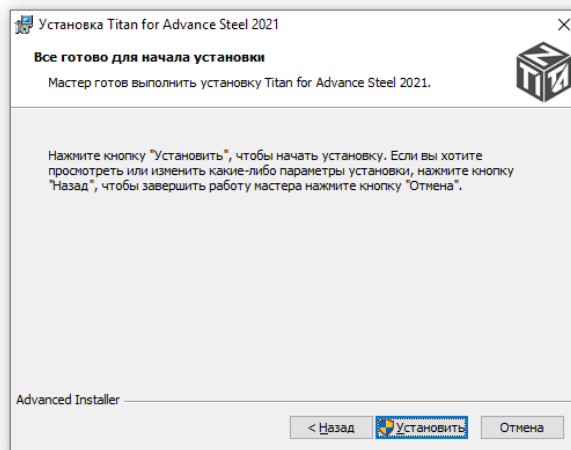 Установка Titan for Advance Steel 2021
Все готово для начала установки
Мастер готов выполнить установку Titan for Advance Steel 2021.
TITAN
Нажмите кнопку "Установить", чтобы начать установку. Если вы хотите
просмотреть или изменить какие-либо параметры установки, нажмите кнопку
"Назад", чтобы завершить работу мастера нажмите кнопку "Отмена".
Advanced Installer
< Назад
Установить
Отмена